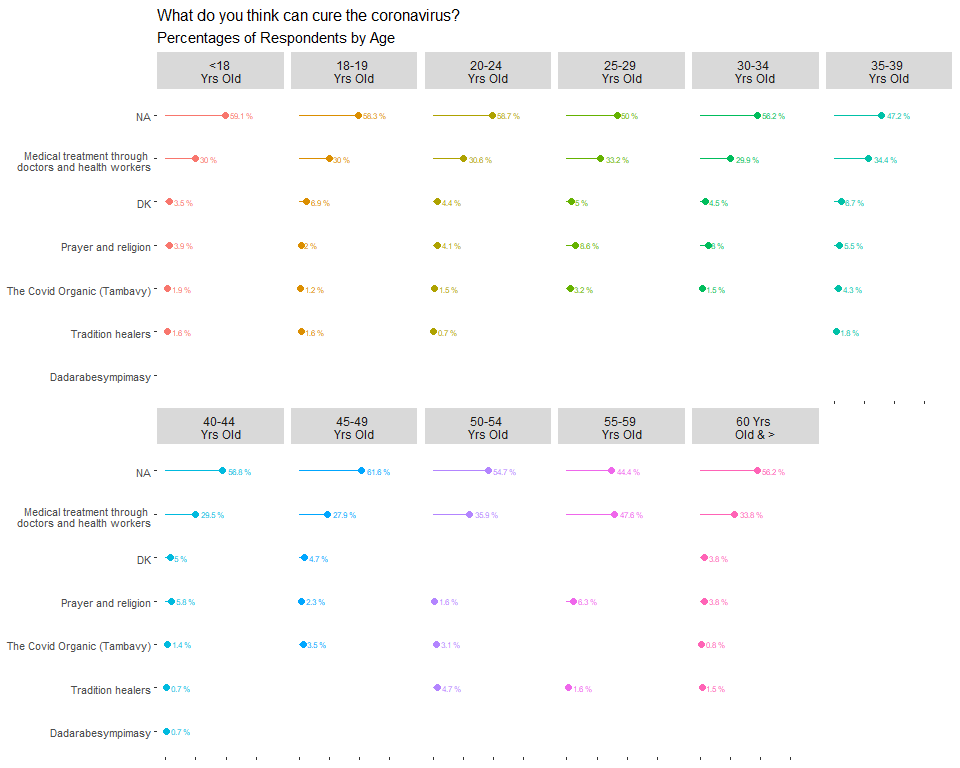 What do you think can cure the coronavirus?
Percentages of Respondents by Age
<18
Yrs Old
18-19
Yrs Old
20-24
Yrs Old
25-29
Yrs Old
30-34
Yrs Old
35-39
Yrs Old
NA
59.1 %
58.3 %
58.7 %
50 %
56.2 %
47.2 %
Medical treatment through
doctors and health workers
30 %
30 %
30.6 %
33.2 %
29.9 %
34.4 %
DK
3.5 %
6.9 %
4.4 %
5 %
4.5 %
6.7 %
Prayer and religion
3.9 %
2 %
4.1 %
8.6 %
8 %
5.5 %
The Covid Organic (Tambavy)
1.9 %
1.2 %
1.5 %
3.2 %
1.5 %
4.3 %
Tradition healers
1.6 %
1.6 %
0.7 %
1.8 %
Dadarabesympimasy
40-44
Yrs Old
45-49
Yrs Old
50-54
Yrs Old
55-59
Yrs Old
60 Yrs
Old & >
NA
56.8 %
61.6 %
54.7 %
44.4 %
56.2 %
Medical treatment through
doctors and health workers
29.5 %
27.9 %
35.9 %
47.6 %
33.8 %
DK
5 %
4.7 %
3.8 %
Prayer and religion
5.8 %
2.3 %
1.6 %
6.3 %
3.8 %
The Covid Organic (Tambavy)
1.4 %
3.5 %
3.1 %
0.8 %
Tradition healers
0.7 %
4.7 %
1.6 %
1.5 %
Dadarabesympimasy
0.7 %